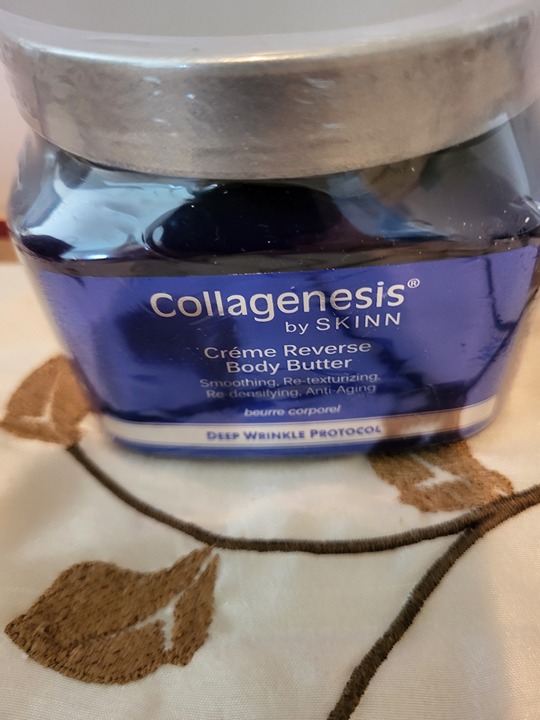 Collagenesis®
by SKINN
Créme Reverse
Body Butter
Smoothing, Re-texturizing,
Re-densifying, Anti-Aging
beurre corporel
DEEP WRINKLE PROTOCOL